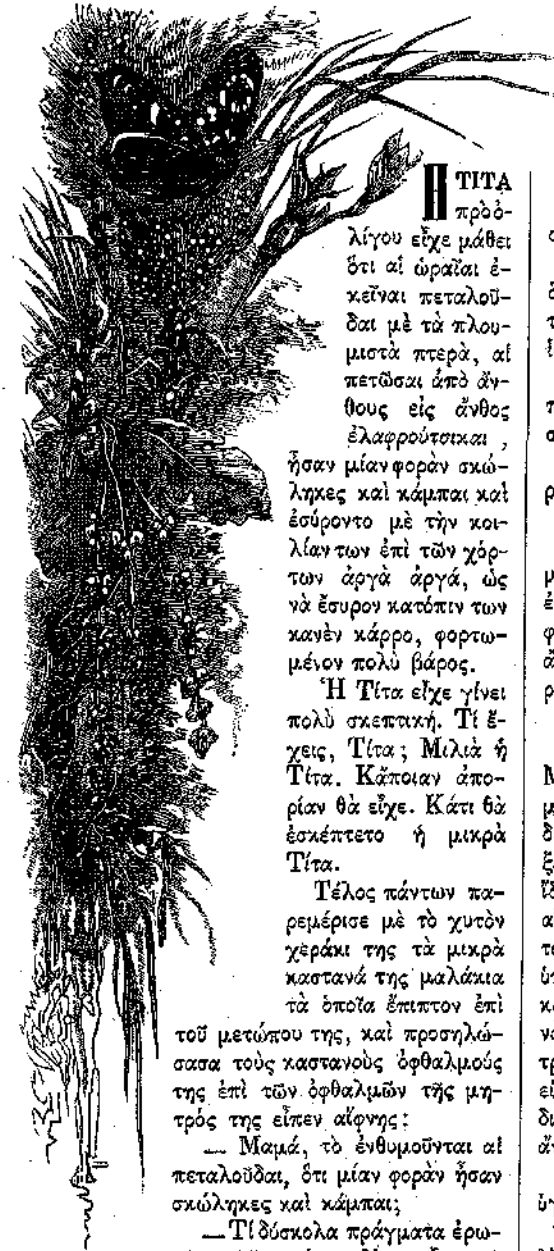 Η ΤΙΤΑ
πρὸ ὀ-
λίγου εἶχε μάθει
ὅτι αἱ ὡραῖαι ἐ-
κεῖναι πεταλοῦ-
δαι μὲ τὰ πλου-
μιστὰ πτερὰ, αἱ
πετῶσαι ἀπὸ ἄν-
θους εἰς ἄνθος
ἐλαφρούτσικαι,
ἦσαν μίαν φορὰν σκώ-
ληκες καὶ κάμπαι καὶ
ἐσύροντο μὲ τὴν κοι-
λίαν των ἐπὶ τῶν χόρ-
των ἀργὰ ἀργά, ὡς
νὰ ἔσυρον κατόπιν των
κανὲν κάρρο, φορτω-
μένον πολὺ βάρος.
Ἡ Τίτα εἶχε γίνει
πολὺ σκεπτική. Τί ἔ-
χεις, Τίτα; Μιλιὰ ἡ
Τίτα. Κἄποιαν ἀπο-
ρίαν θὰ εἶχε. Κάτι θὰ
ἐσκέπτετο ἡ μικρὰ
Τίτα.
Τέλος πάντων πα-
ρεμέρισε μὲ τὸ χυτὸν
χεράκι της τὰ μικρὰ
καστανά της μαλάκια
τὰ ὁποῖα ἔπιπτον ἐπὶ
τοῦ μετώπου της, καὶ προσηλώ-
σασα τοὺς καστανοὺς ὀφθαλμούς
της ἐπὶ τῶν ὀφθαλμῶν τῆς μη-
τρός της εἶπεν αἴφνης:
— Μαμά, τὸ ἐνθυμοῦνται αἱ
πεταλοῦδαι, ὅτι μίαν φορὰν ἦσαν
σκώληκες καὶ κάμπαι;
— Τί δύσκολα πράγματα ἐρω-